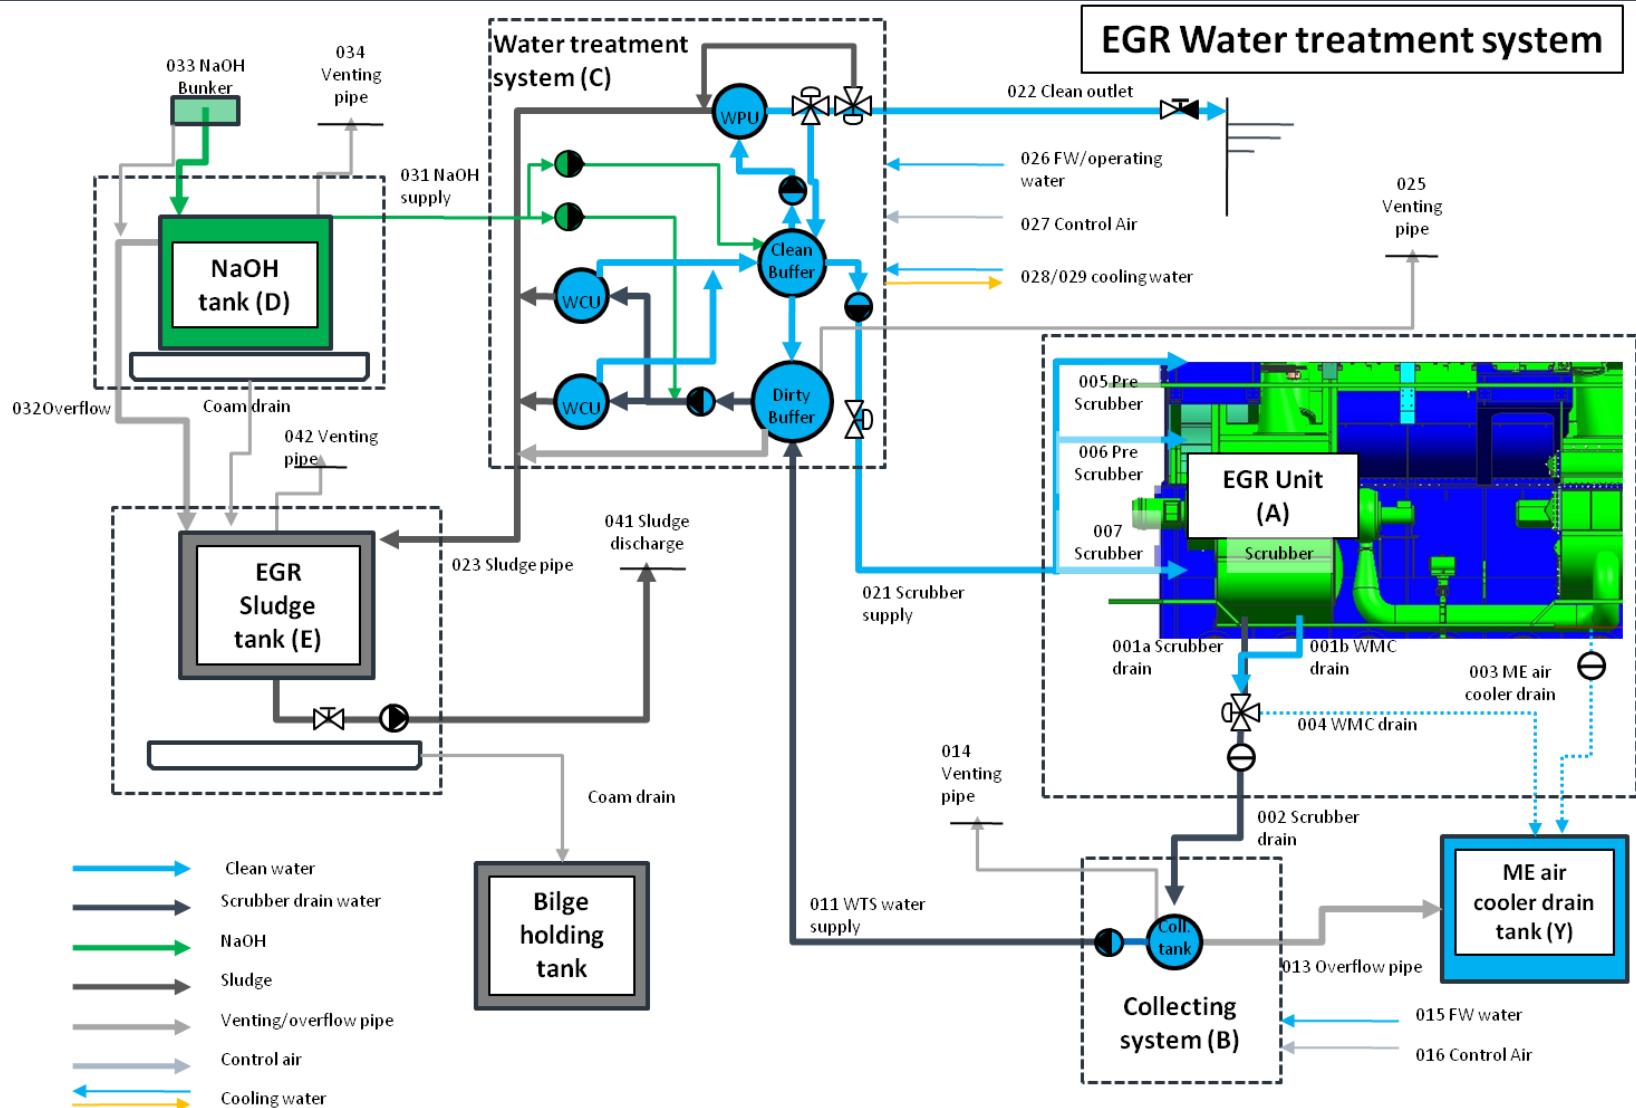 EGR Water treatment system
Water treatment
system (C)
034
Venting
pipe
033 NaOH
Bunker
WPU
022 Clean outlet
026 FW/operating
water
027 Control Air
028/029 cooling water
025
Venting
pipe
031 NaOH
supply
NaOH
tank (D)
Clean
Buffer
WCU
WCU
Dirty
Buffer
032Overflow
Coam drain
042 Venting
pipe
005 Pre
Scrubber
006 Pre
Scrubber
007
Scrubber
EGR Unit
(A)
Scrubber
041 Sludge
discharge
023 Sludge pipe
EGR
Sludge
tank (E)
021 Scrubber
supply
001a Scrubber
drain
001b WMC
drain
003 ME air
cooler drain
004 WMC drain
014
Venting
pipe
Coam drain
002 Scrubber
drain
Bilge
holding
tank
011 WTS water
supply
Coll.
tank
013 Overflow pipe
ME air
cooler drain
tank (Y)
Collecting
system (B)
015 FW water
016 Control Air
Clean water
Scrubber drain water
NaOH
Sludge
Venting/overflow pipe
Control air
Cooling water